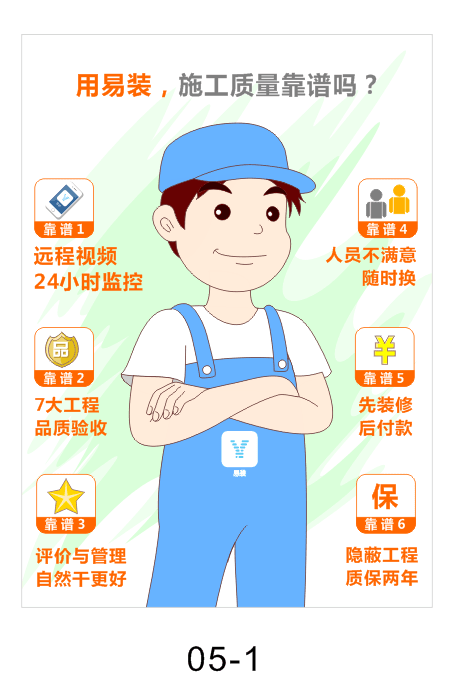 用易装，施工质量靠谱吗？
靠谱1
远程视频
24小时监控
靠谱2
品
7大工程
品质验收
靠谱3
评价与管理
自然干更好
靠谱4
人员不满意
随时换
¥
靠谱5
先装修
后付款
保
靠谱6
隐蔽工程
质保两年
易装
05-1